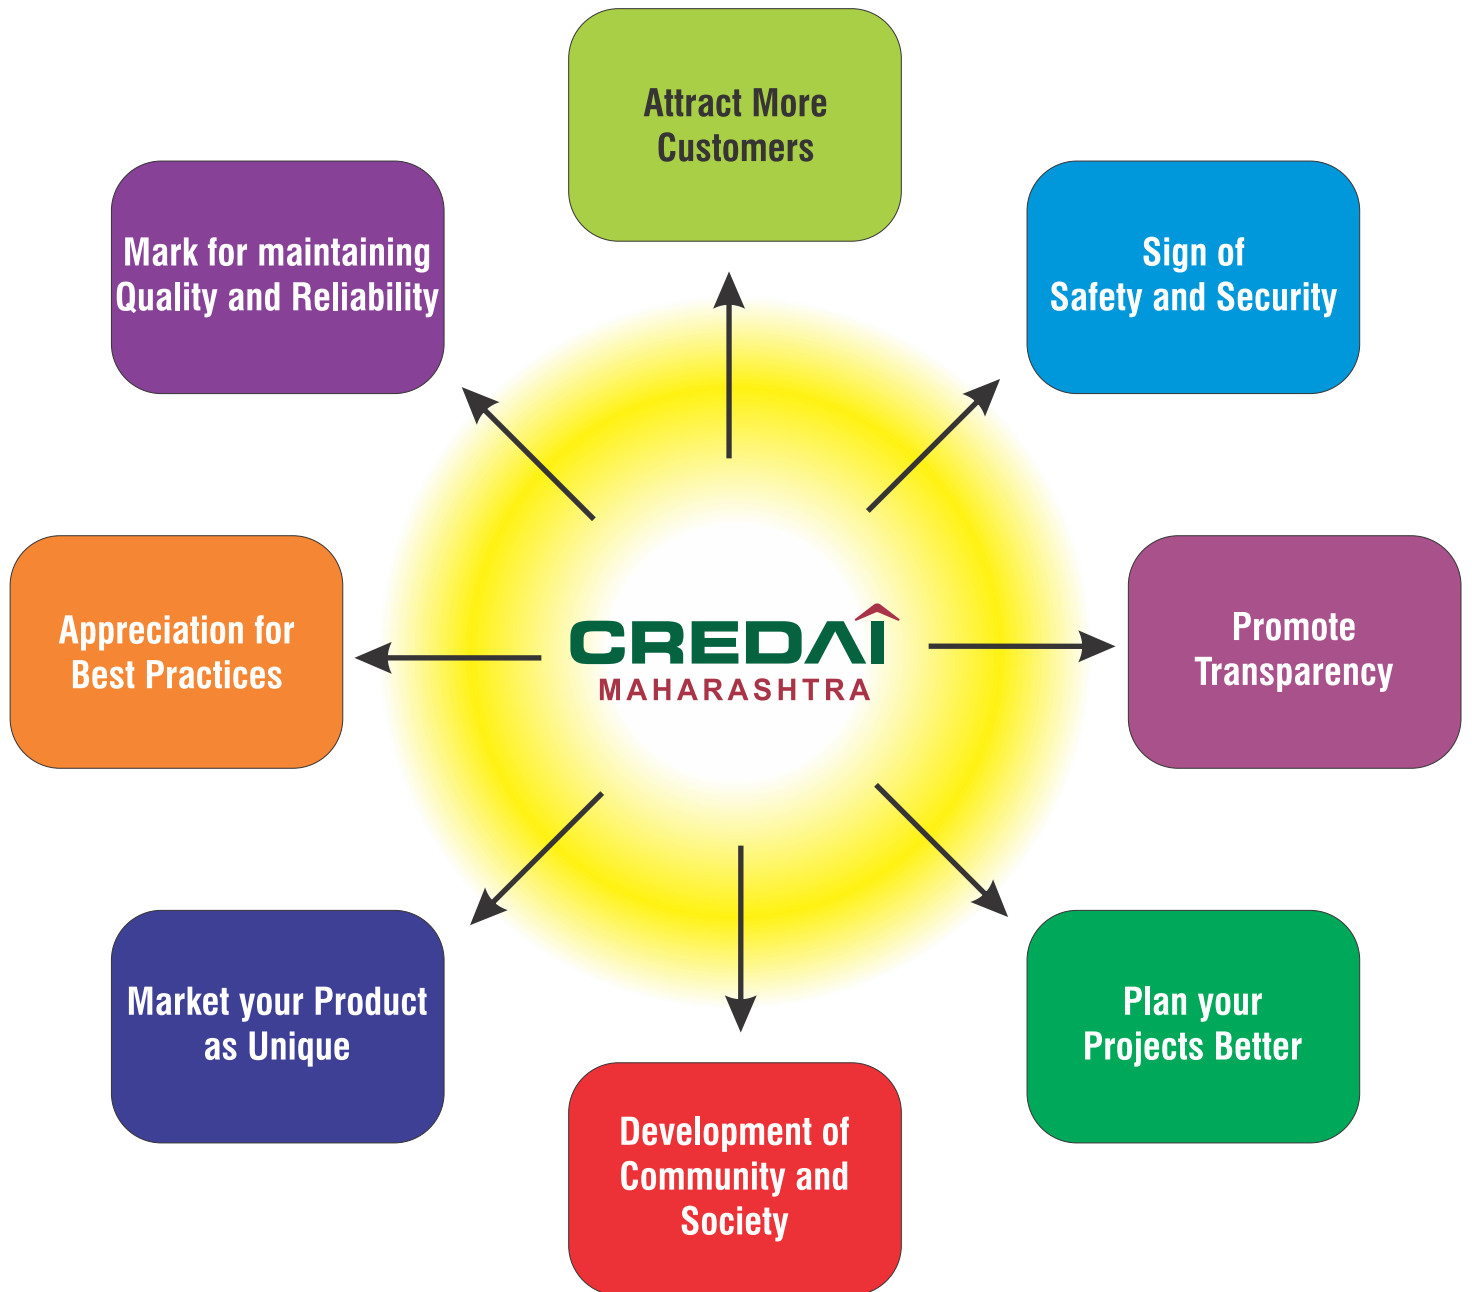 Attract More
Customers
Sign of
Safety and Security
Promote
Transparency
Plan your
Projects Better
Development of
Community and
Society
Market your Product
as Unique
Appreciation for
Best Practices
Mark for maintaining
Quality and Reliability
CREDAI
MAHARASHTRA